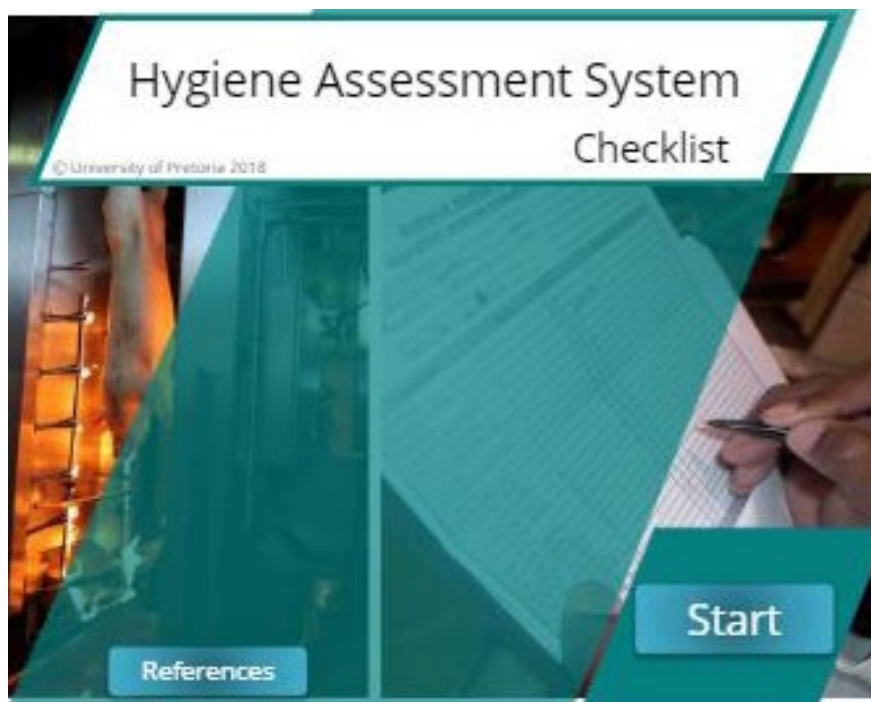 Hygiene Assessment System
Checklist
© University of Pretoria 2018
Start
References